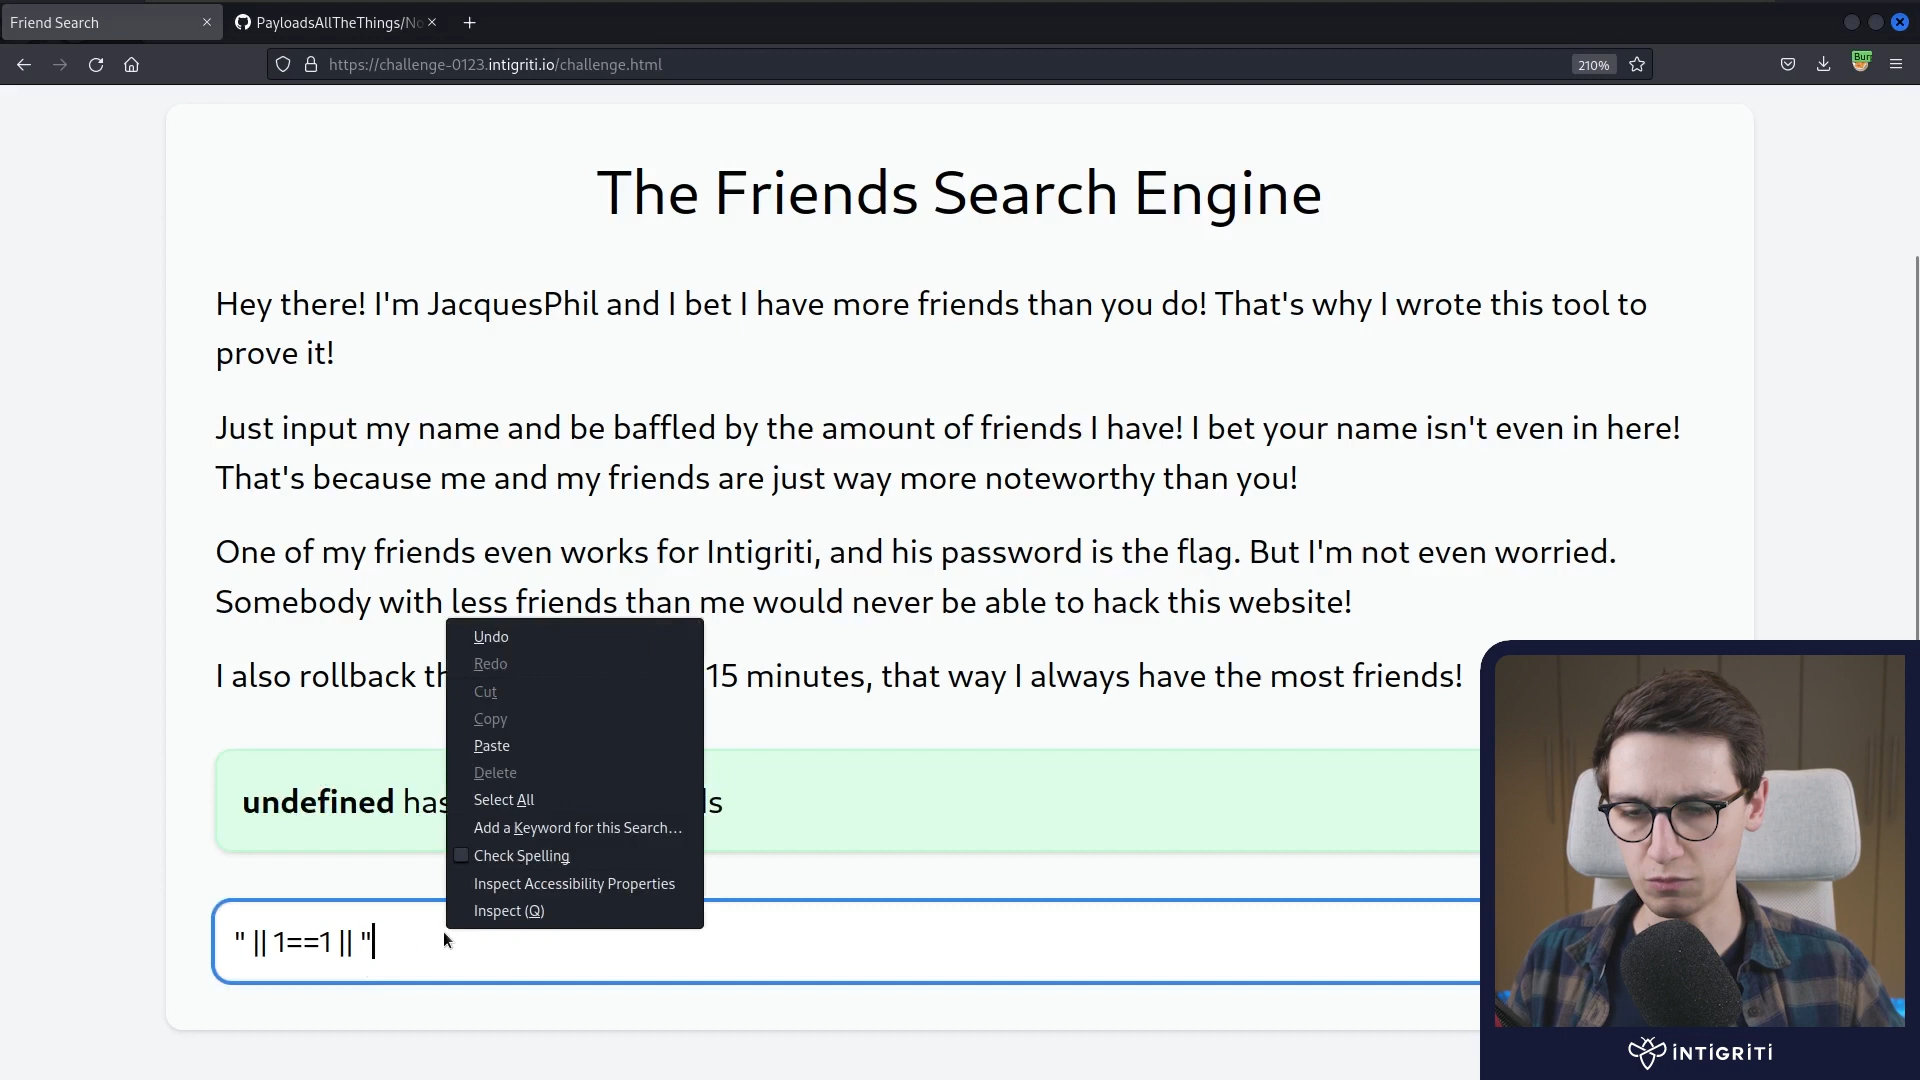 Friend Search
PayloadsAllTheThings/No
https://challenge-0123.intigriti.io/challenge.html
210%
Bur
The Friends Search Engine
Hey there! I'm JacquesPhil and I bet I have more friends than you do! That's why I wrote this tool to
prove it!
Just input my name and be baffled by the amount of friends I have! I bet your name isn't even in here!
That's because me and my friends are just way more noteworthy than you!
One of my friends even works for Intigriti, and his password is the flag. But I'm not even worried.
Somebody with less friends than me would never be able to hack this website!
I also rollback th 15 minutes, that way I always have the most friends!
Undo
Redo
Cut
Copy
Paste
Delete
Select All
Add a Keyword for this Search...
Check Spelling
Inspect Accessibility Properties
Inspect (Q)
undefined has ls
" || 1==1 || "
INTIGRITI